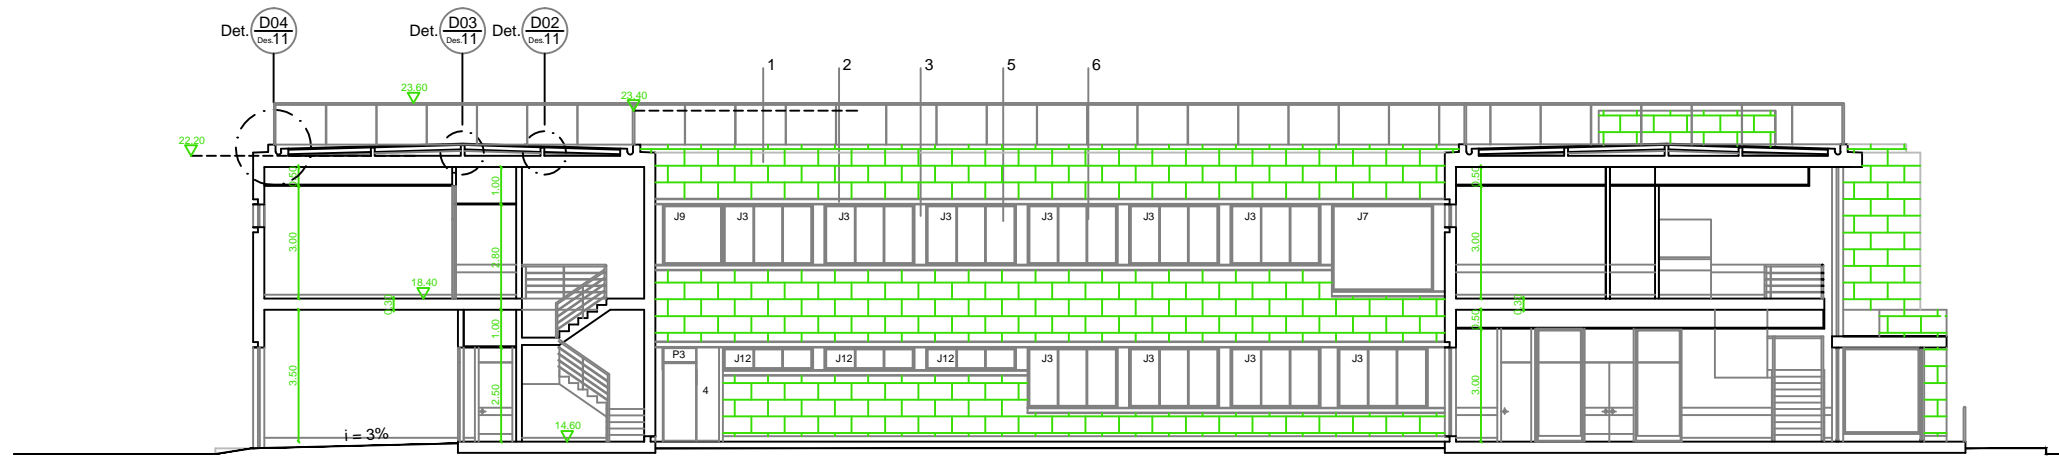 Det. D04
Des. 11
Det. D03
Des. 11
Det. D02
Des. 11
1 2 3 5 6
23.60
23.40
22.20
0.50
1.00
0.50
J9 J3 J3 J3 J3 J3 J3 J7
3.00
2.80
3.00
18.40
0.30
0.30
1.00
0.50
P3 J12 J12 J12 J3 J3 J3 J3
4
3.50
2.50
3.00
14.60
i = 3%